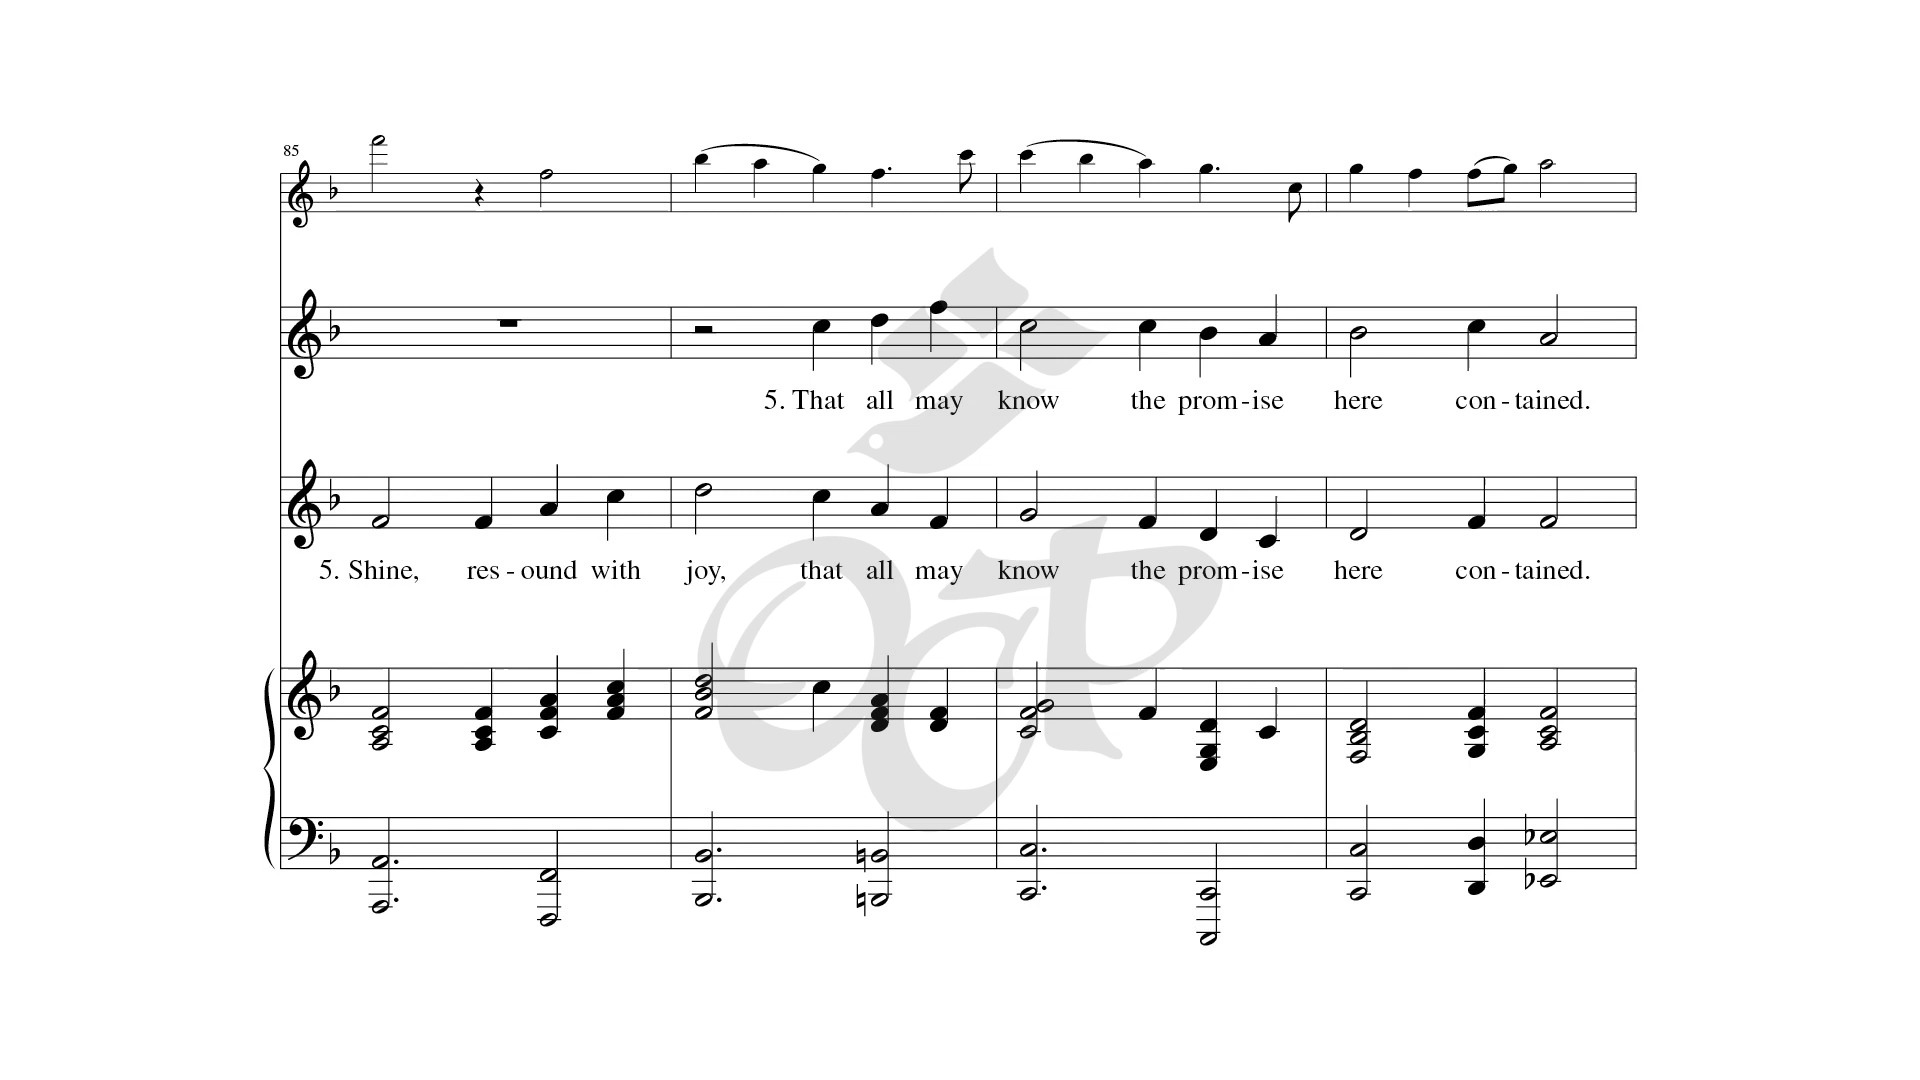 85
5. That all may know the prom - ise here con - tained.
5. Shine, res - ound with joy, that all may know the prom - ise here con - tained.
ocp